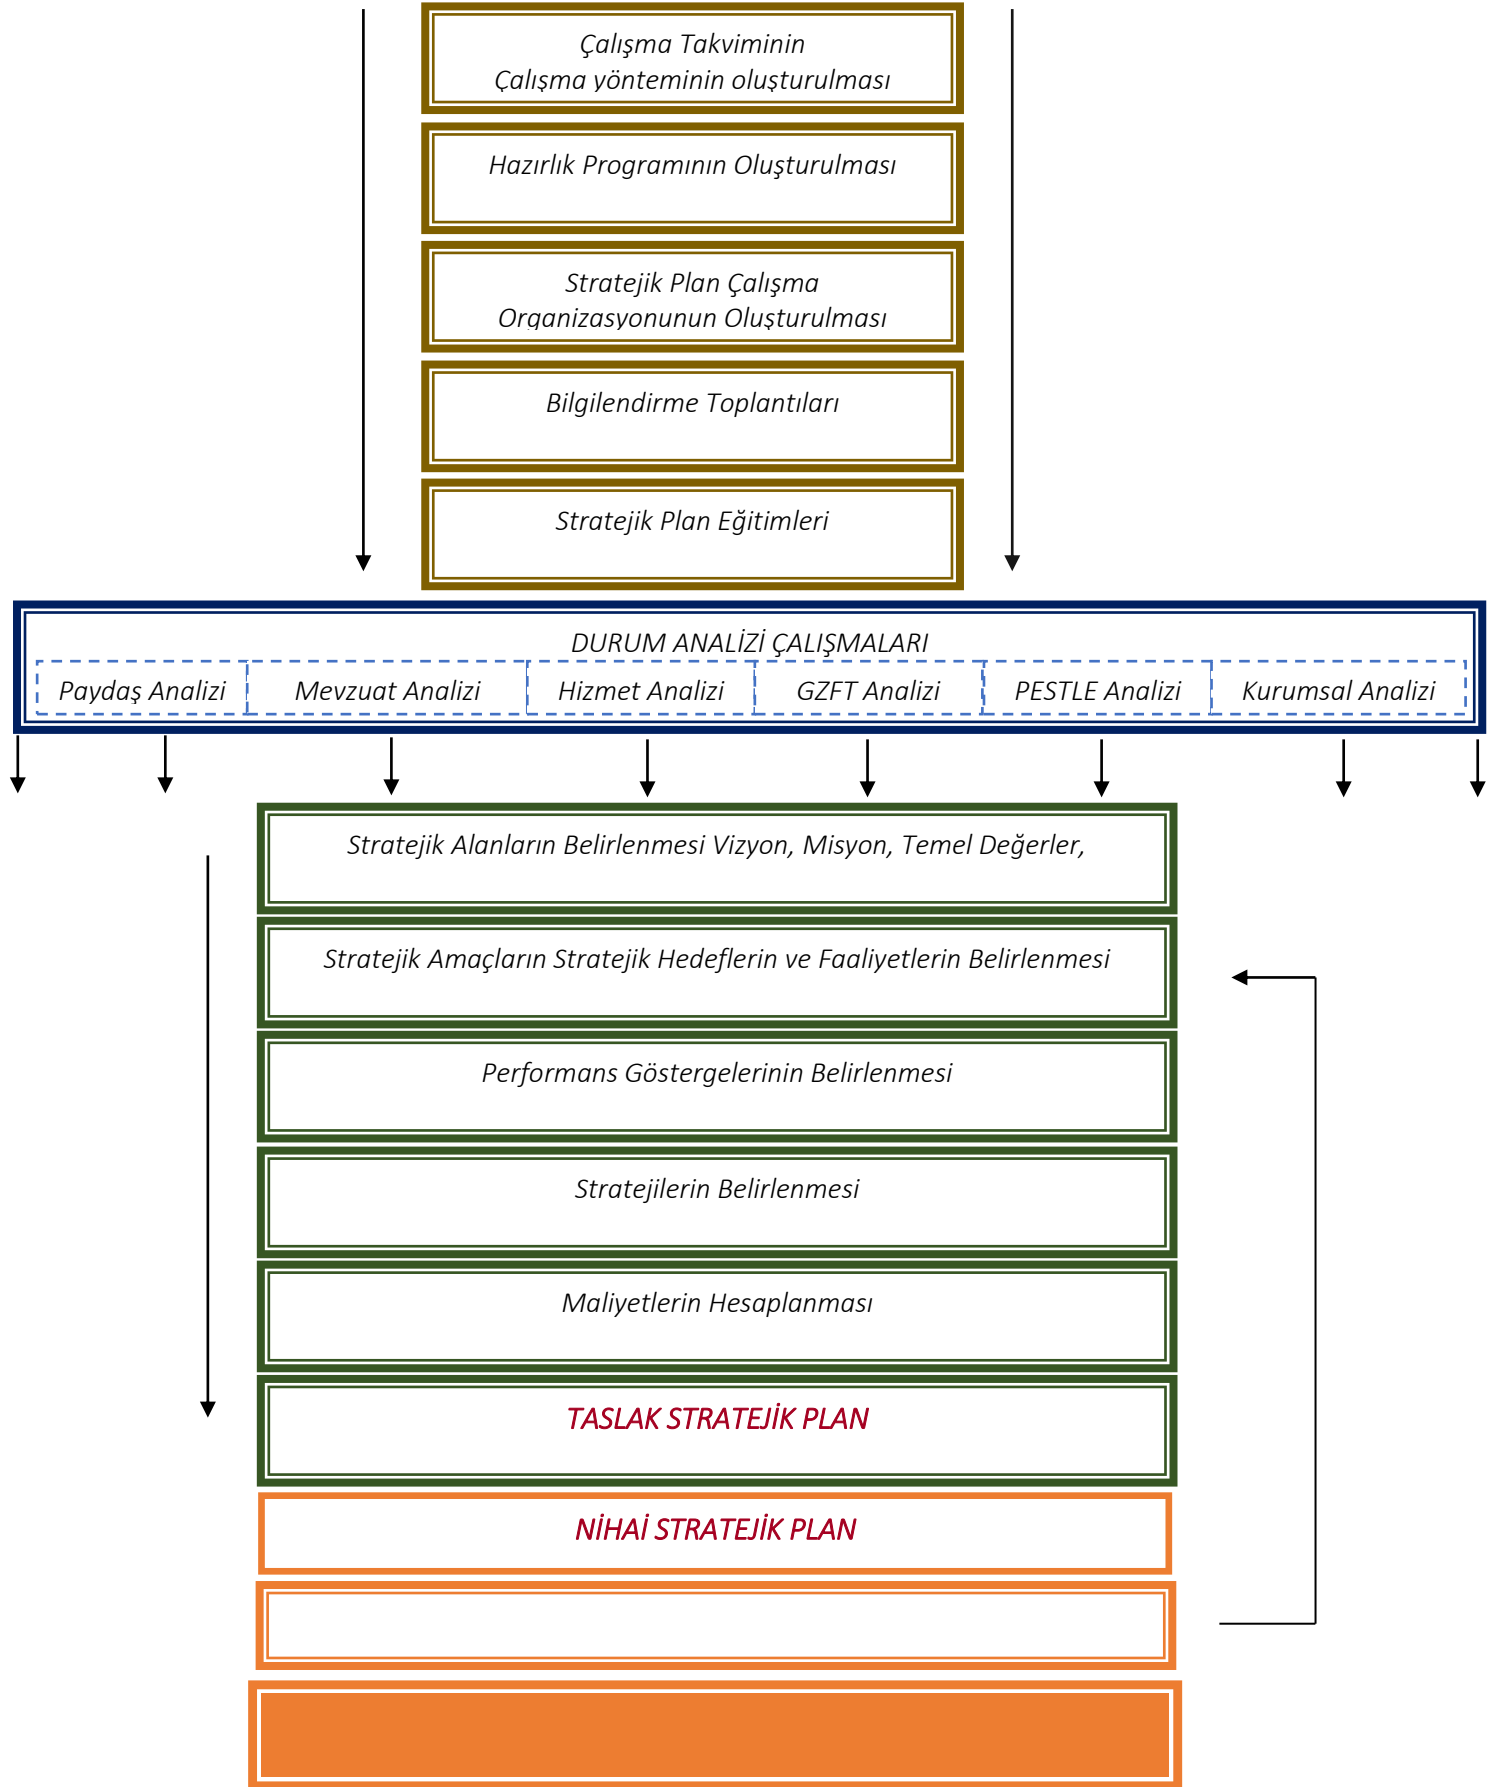 Çalışma Takviminin
Çalışma yönteminin oluşturulması
Hazırlık Programının Oluşturulması
Stratejik Plan Çalışma
Organizasyonunun Oluşturulması
Bilgilendirme Toplantıları
Stratejik Plan Eğitimleri
DURUM ANALİZİ ÇALIŞMALARI
Paydaş Analizi Mevzuat Analizi Hizmet Analizi GZFT Analizi PESTLE Analizi Kurumsal Analizi
Stratejik Alanların Belirlenmesi Vizyon, Misyon, Temel Değerler,
Stratejik Amaçların Stratejik Hedeflerin ve Faaliyetlerin Belirlenmesi
Performans Göstergelerinin Belirlenmesi
Stratejilerin Belirlenmesi
Maliyetlerin Hesaplanması
TASLAK STRATEJİK PLAN
NİHAİ STRATEJİK PLAN